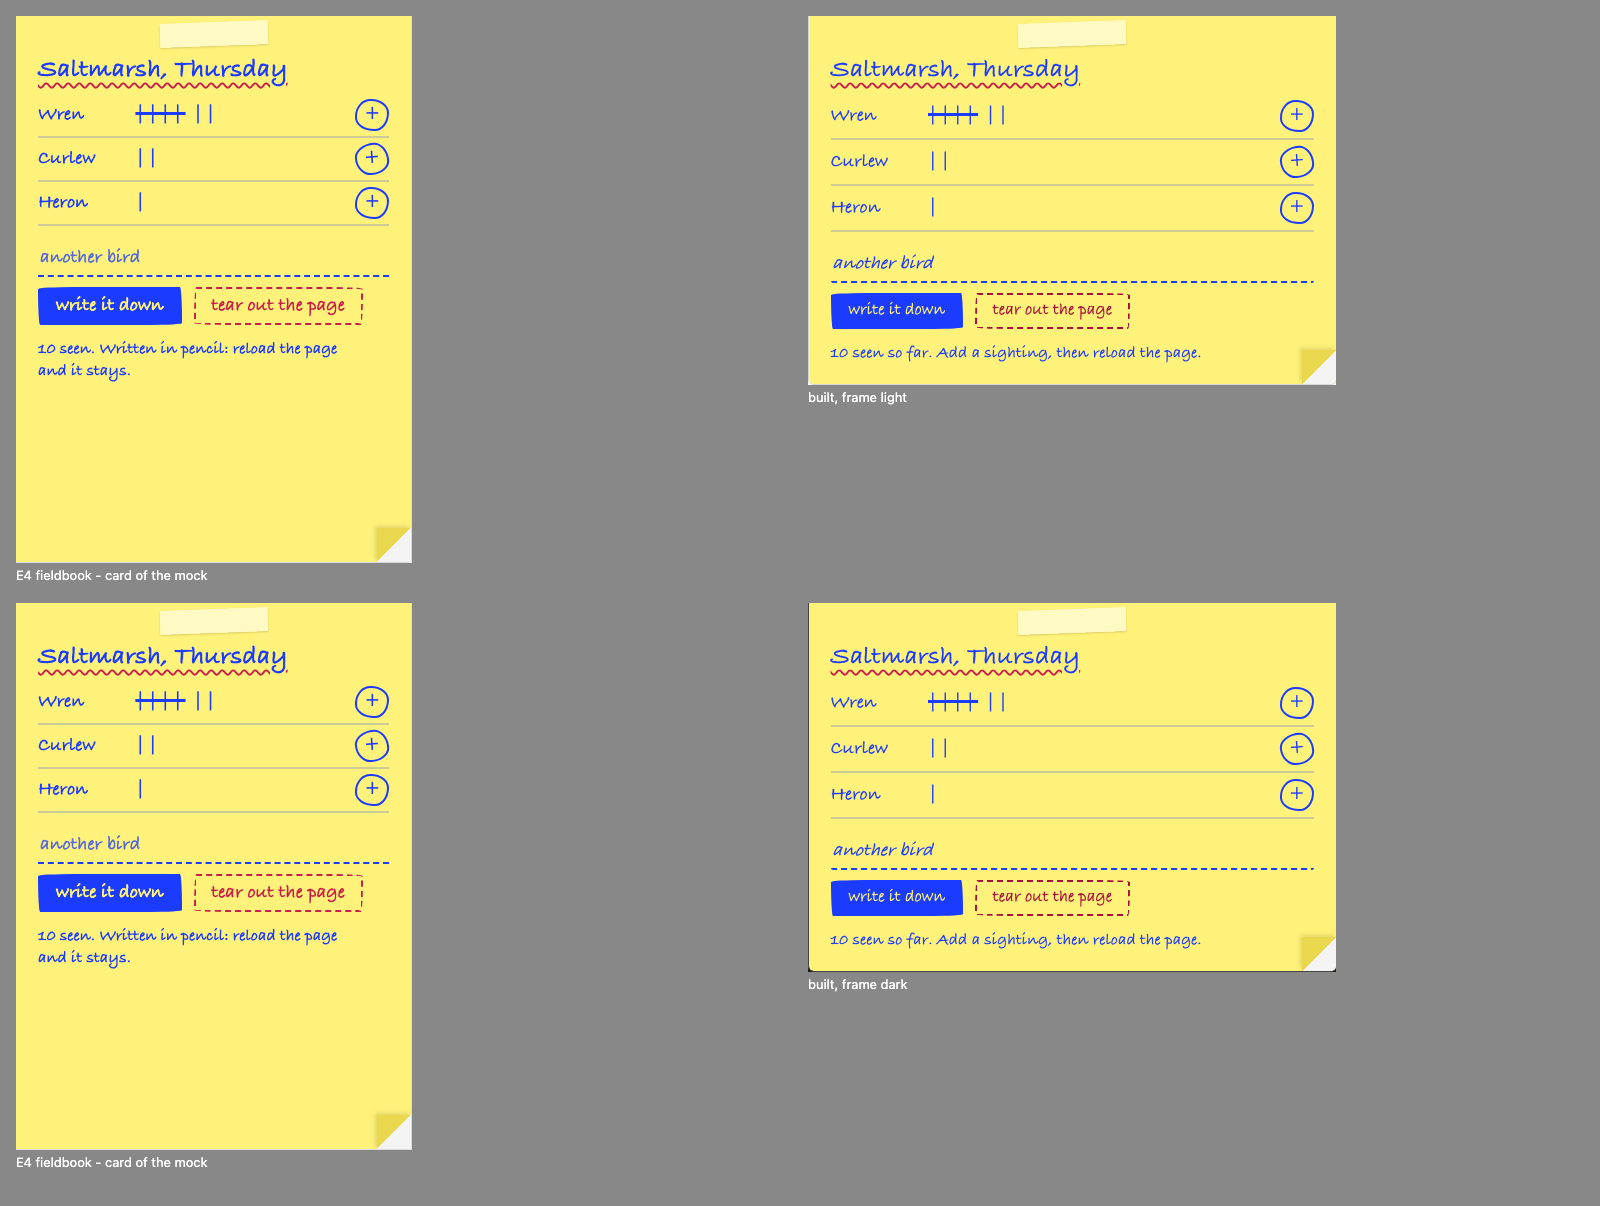 Saltmarsh, Thursday
Wren
+
Curlew
+
Heron
+
another bird
write it down
tear out the page
10 seen. Written in pencil: reload the page
and it stays.
E4 fieldbook - card of the mock
Saltmarsh, Thursday
Wren
+
Curlew
+
Heron
+
another bird
write it down
tear out the page
10 seen so far. Add a sighting, then reload the page.
built, frame light
Saltmarsh, Thursday
Wren
+
Curlew
+
Heron
+
another bird
write it down
tear out the page
10 seen. Written in pencil: reload the page
and it stays.
E4 fieldbook - card of the mock
Saltmarsh, Thursday
Wren
+
Curlew
+
Heron
+
another bird
write it down
tear out the page
10 seen so far. Add a sighting, then reload the page.
built, frame dark